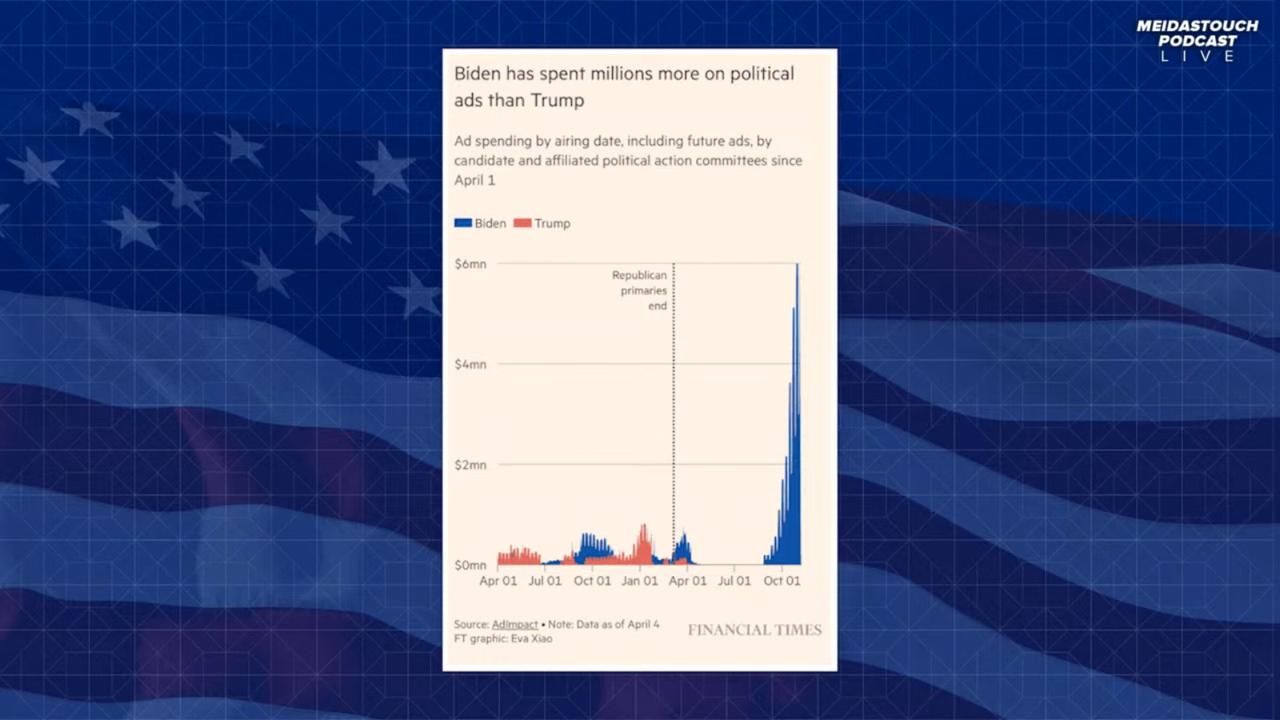 MEIDASTOUCH
PODCAST
LIVE
Biden has spent millions more on political
ads than Trump
Ad spending by airing date, including future ads, by
candidate and affiliated political action committees since
April 1
Biden Trump
$6mn
Republican
primaries
end
$4mn
$2mn
$0mn
Apr 01 Jul 01 Oct 01 Jan 01 Apr 01 Jul 01 Oct 01
Source: AdImpact • Note: Data as of April 4
FT graphic: Eva Xiao
FINANCIAL TIMES